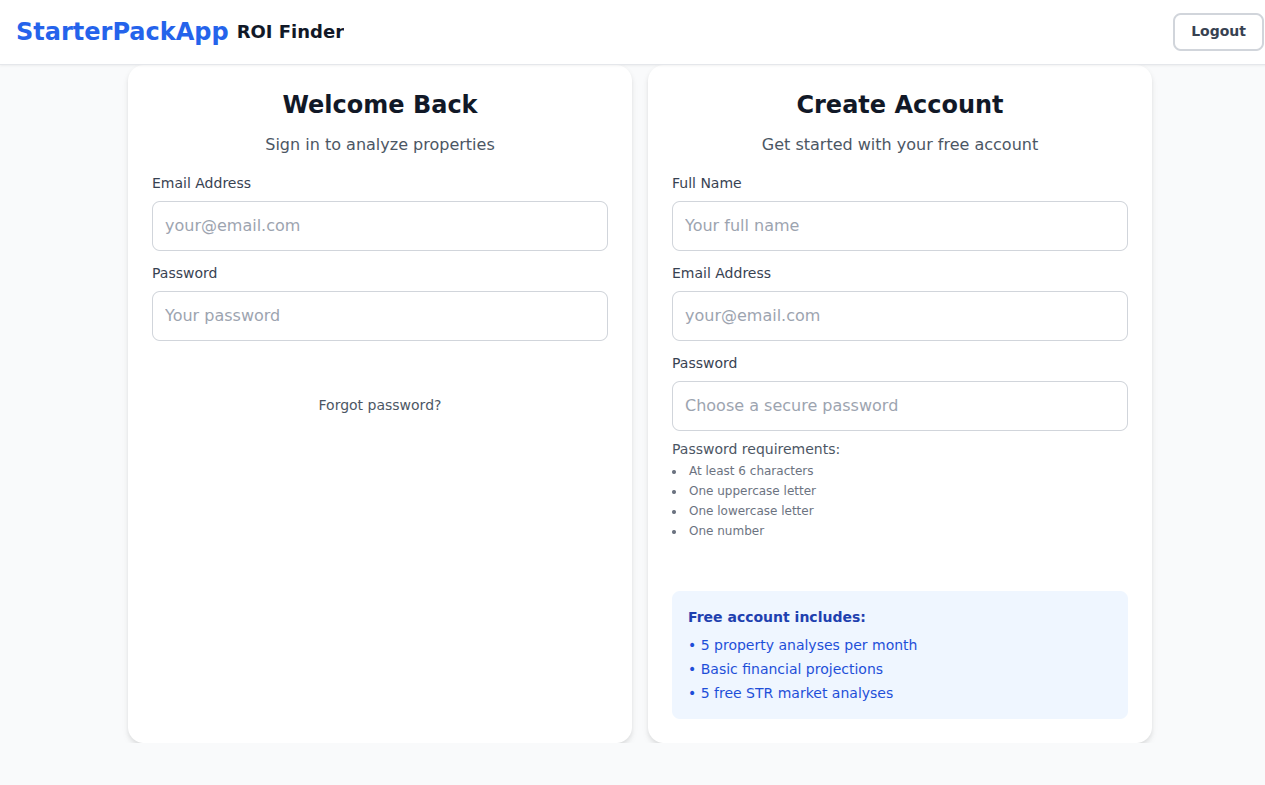 StarterPackApp ROI Finder
Logout
Welcome Back
Sign in to analyze properties
Email Address
your@email.com
Password
Your password
Forgot password?
Create Account
Get started with your free account
Full Name
Your full name
Email Address
your@email.com
Password
Choose a secure password
Password requirements:
• At least 6 characters
• One uppercase letter
• One lowercase letter
• One number
Free account includes:
• 5 property analyses per month
• Basic financial projections
• 5 free STR market analyses